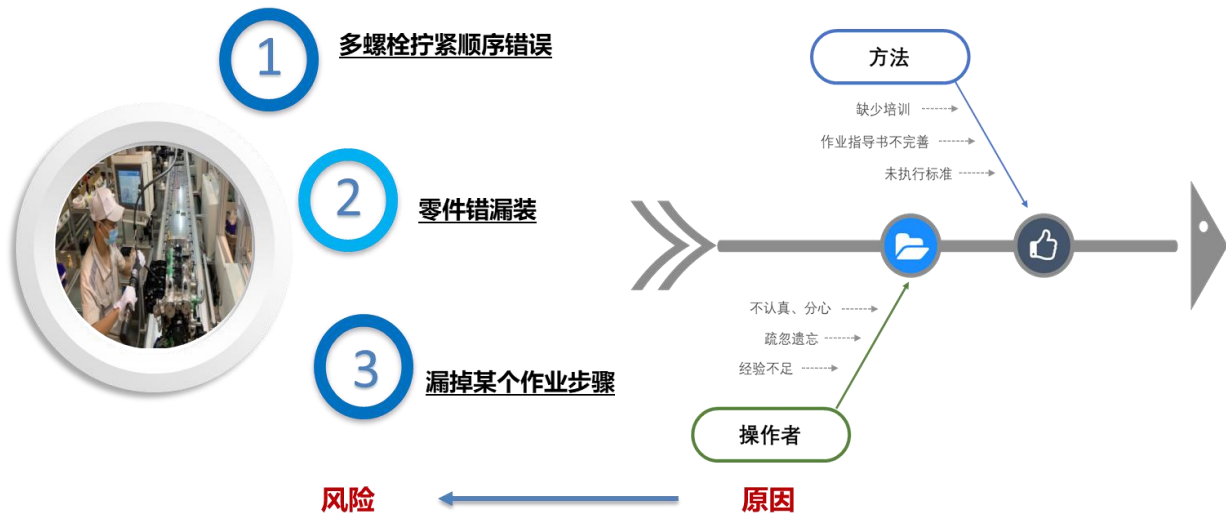 1
多螺栓拧紧顺序错误
2
零件错漏装
3
漏掉某个作业步骤
方法
缺少培训
作业指导书不完善
未执行标准
不认真、分心
疏忽遗忘
经验不足
操作者
风险
原因